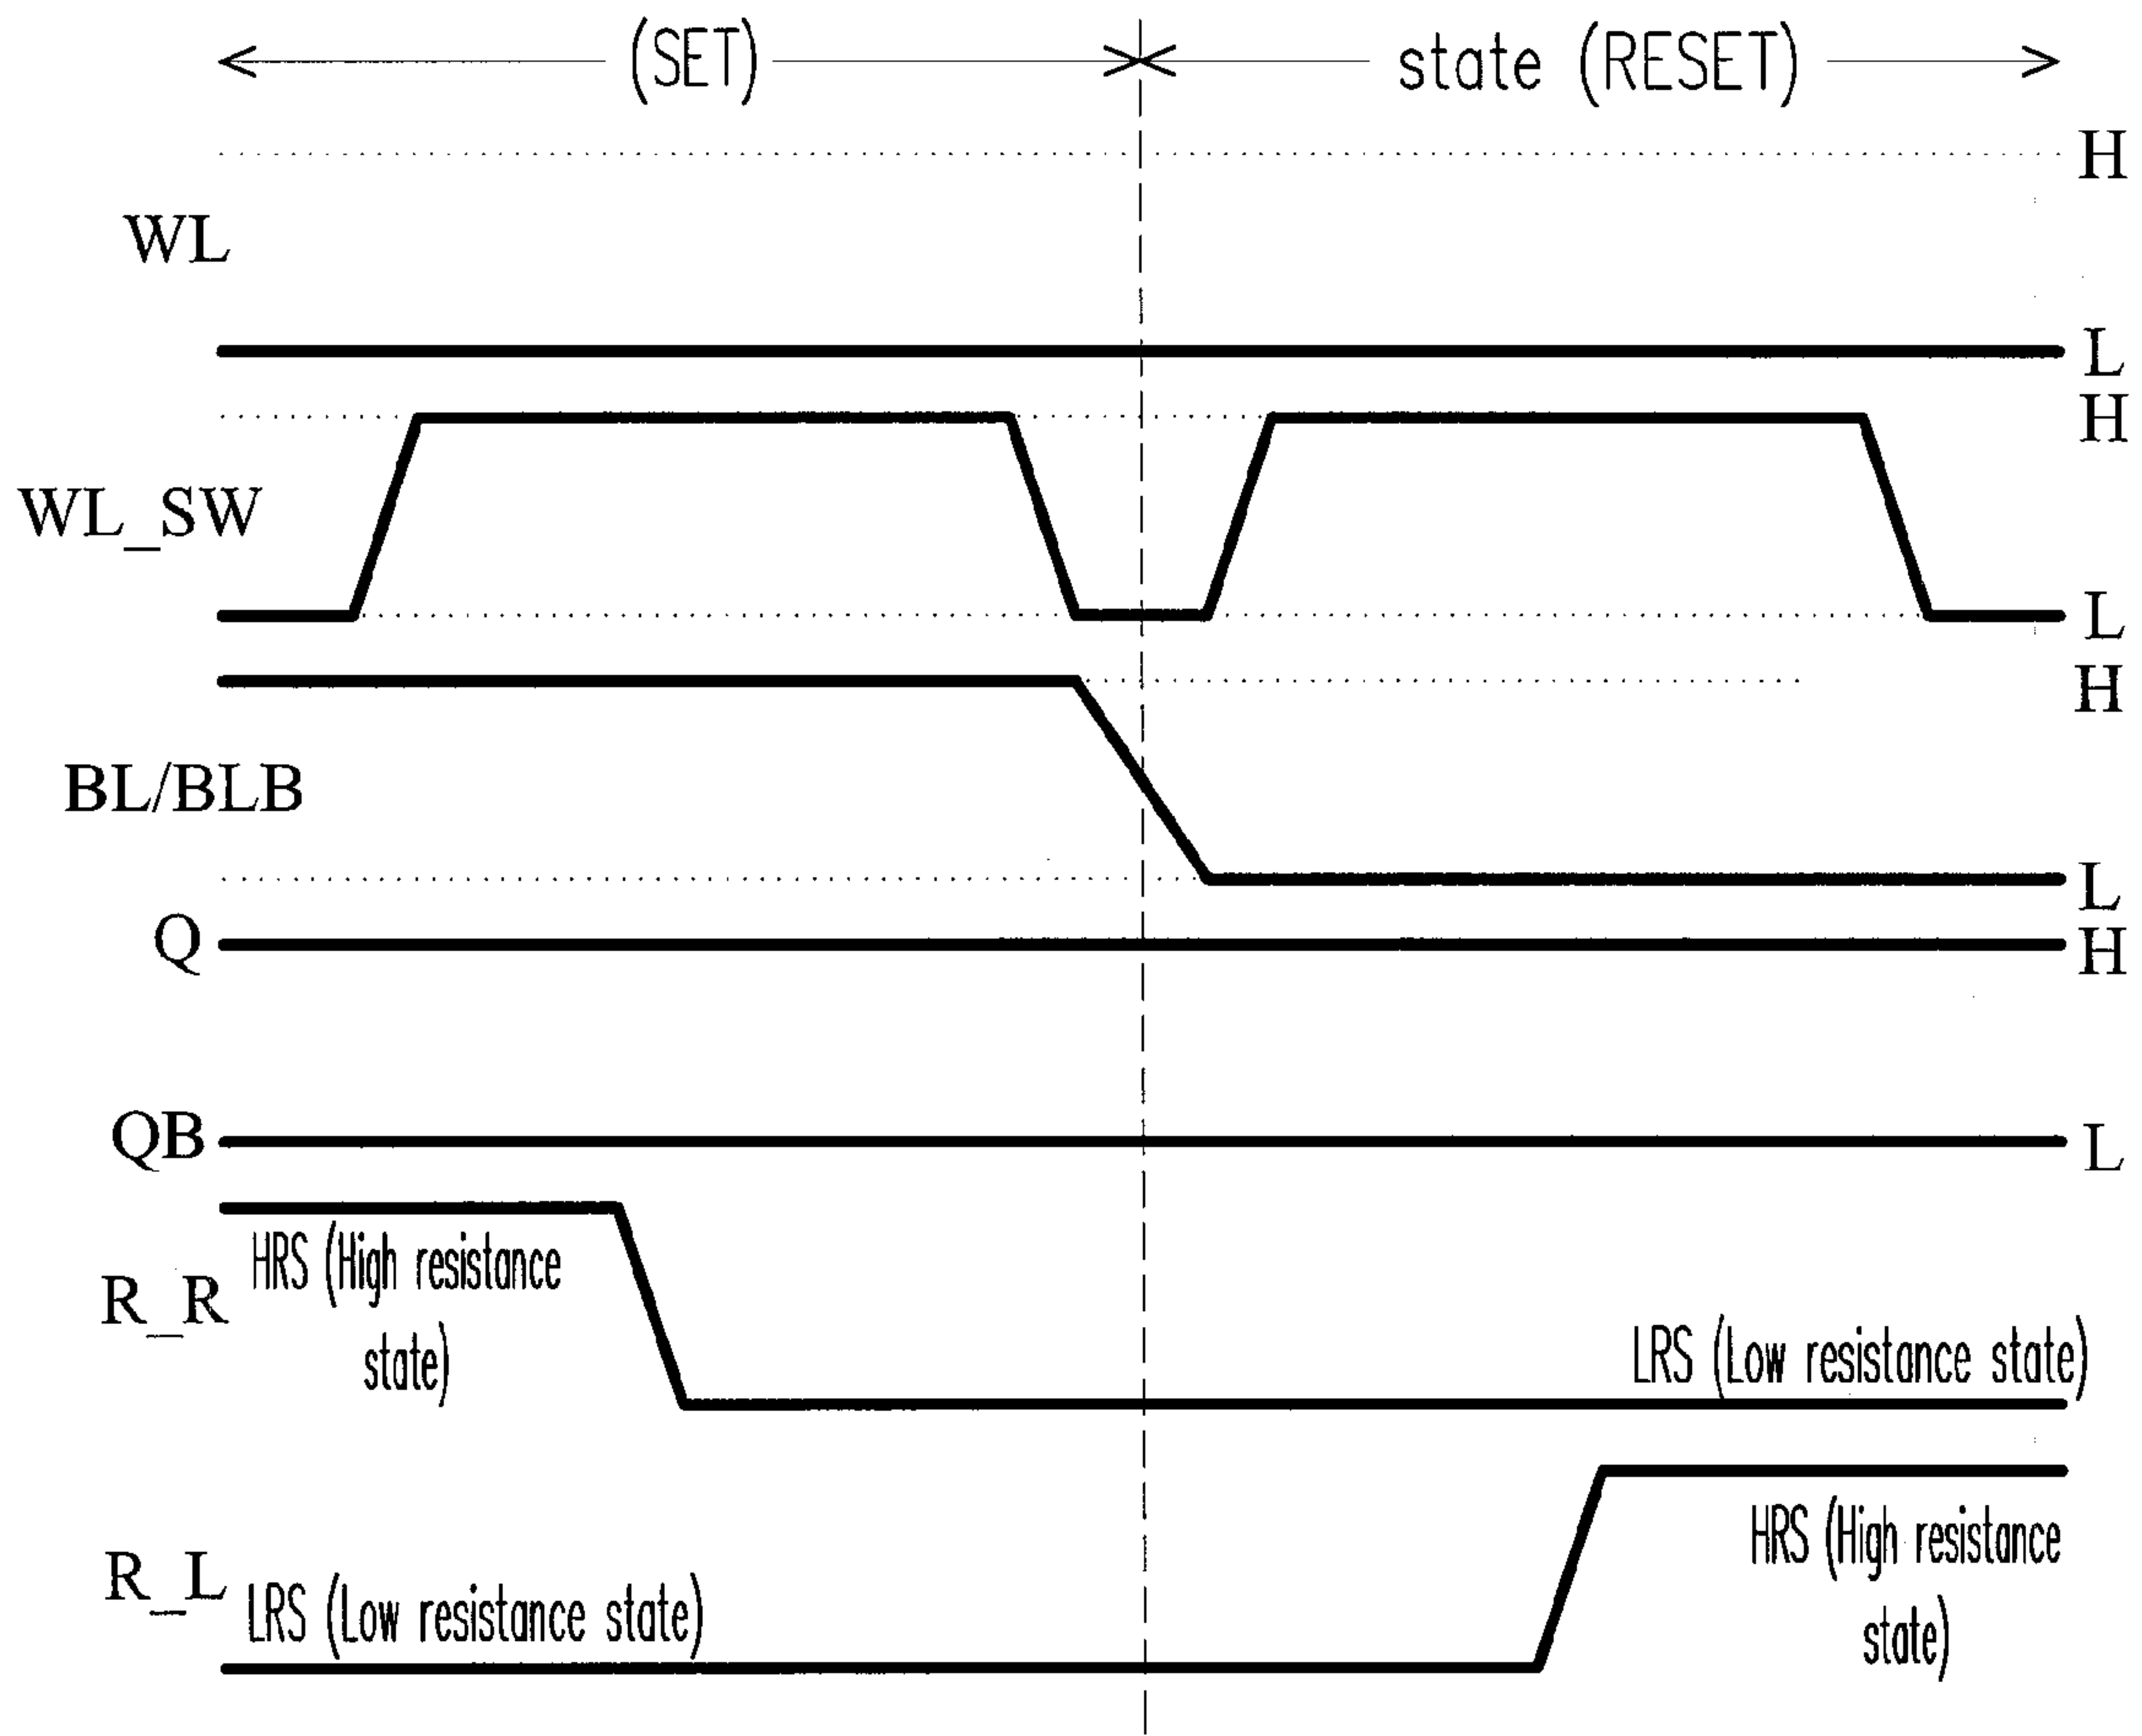 (SET) state (RESET)
H
WL
L
H
WL_SW
L
H
BL/BLB
L
Q H
QB L
HRS (High resistance
state)
R_R
LRS (Low resistance state)
HRS (High resistance
state)
R_L
LRS (Low resistance state)